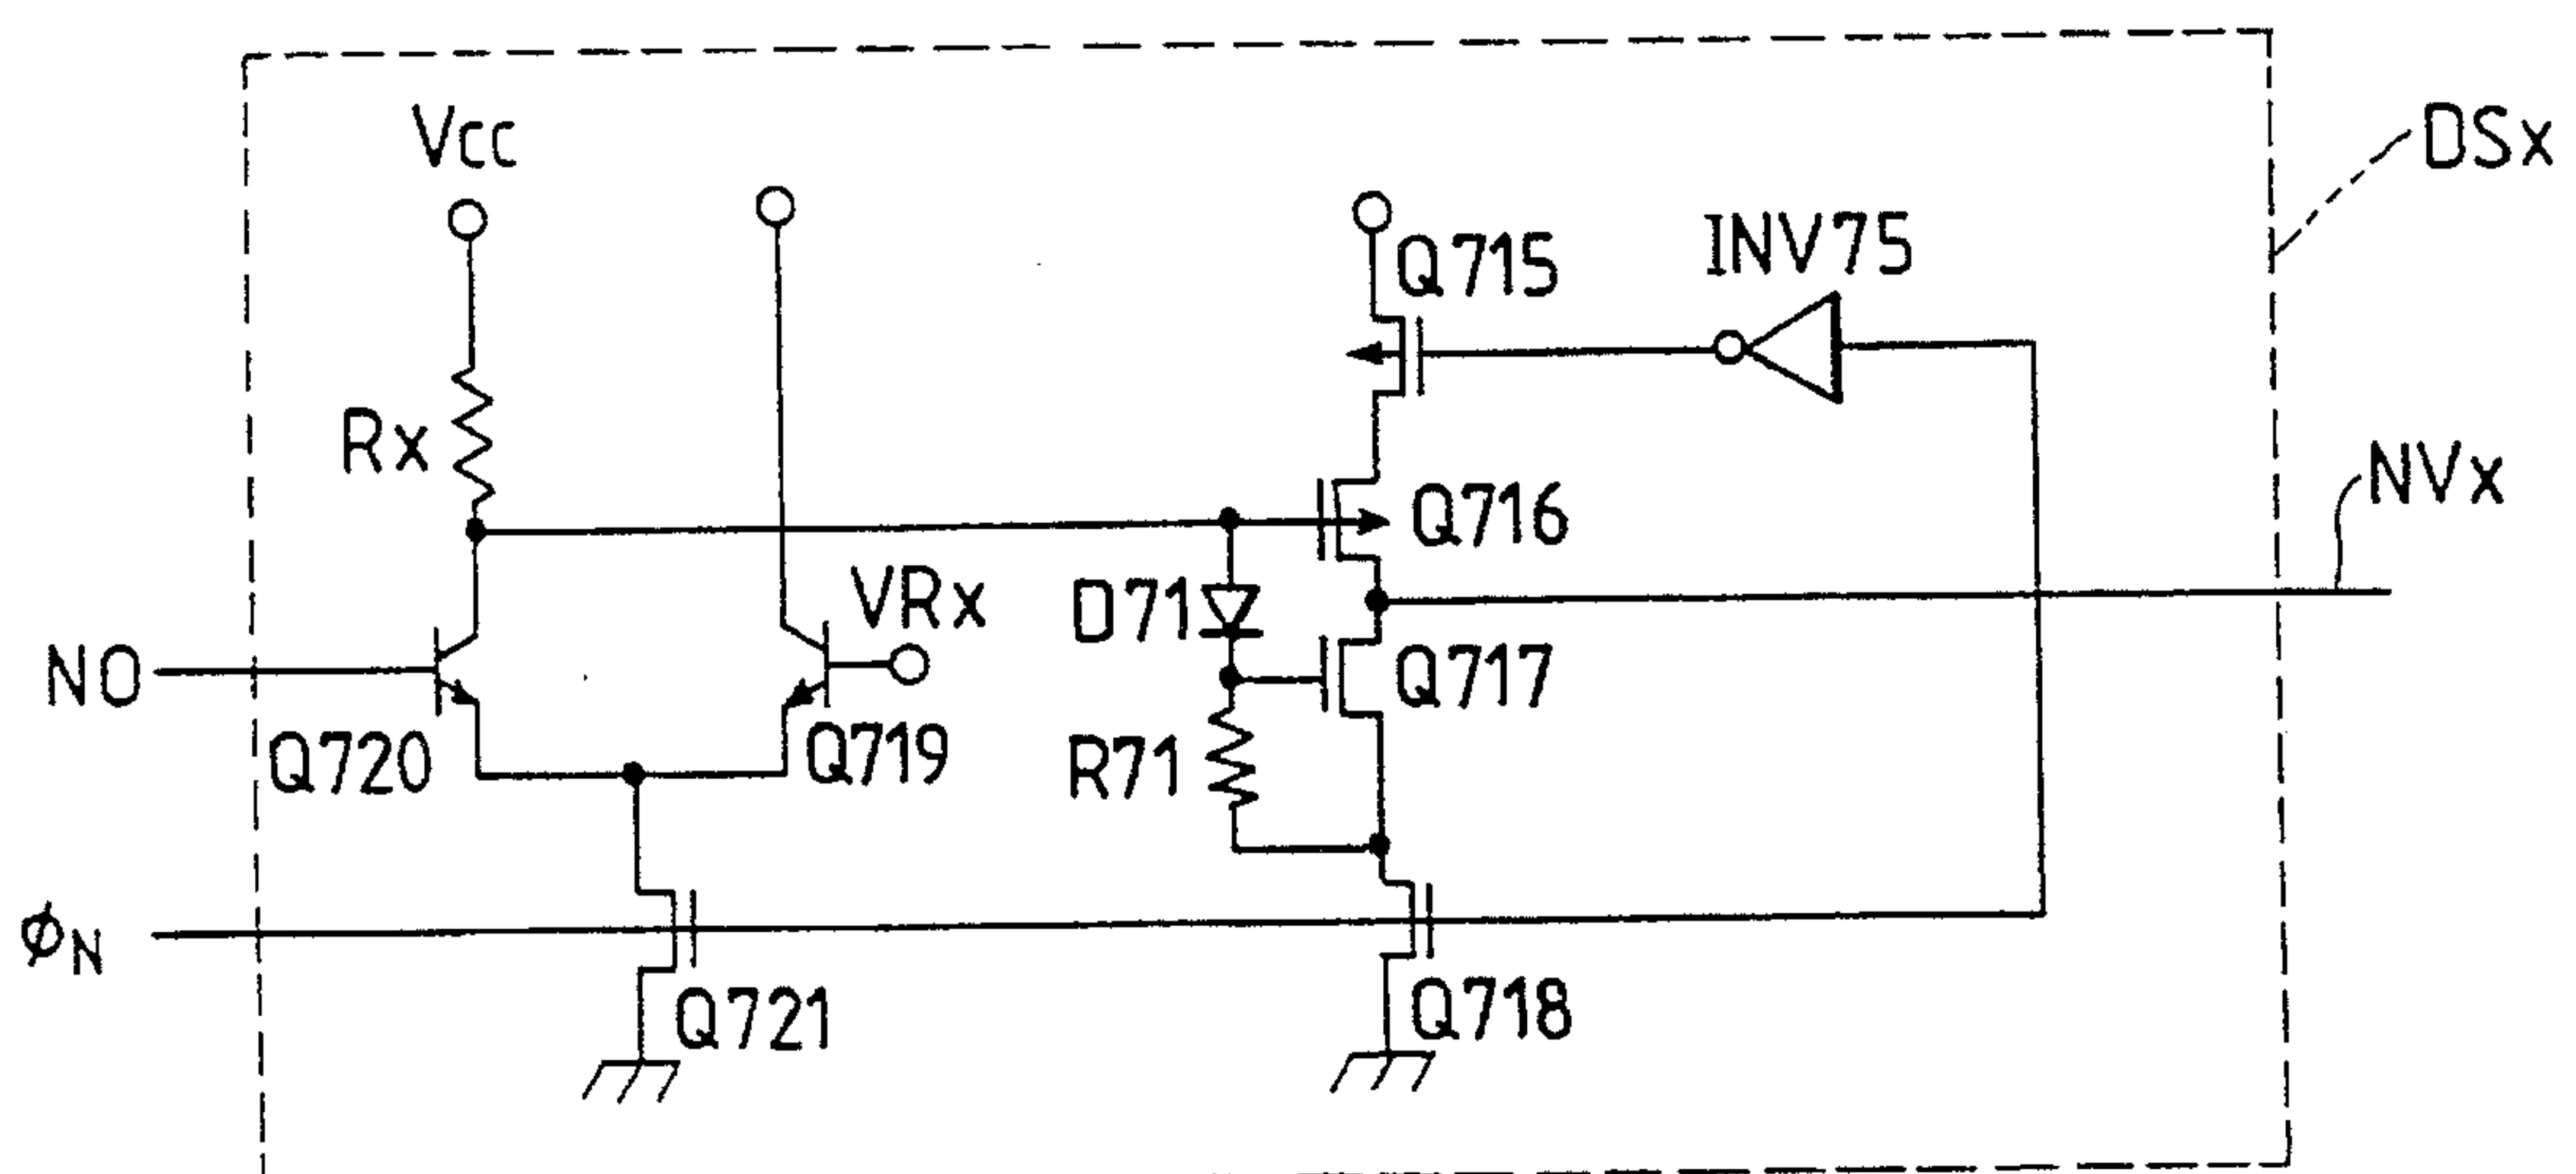 Vcc
DSx
Q715
INV75
Rx
NVx
Q716
VRx
D71
NO
Q717
Q720
Q719
R71
ϕN
Q721
Q718